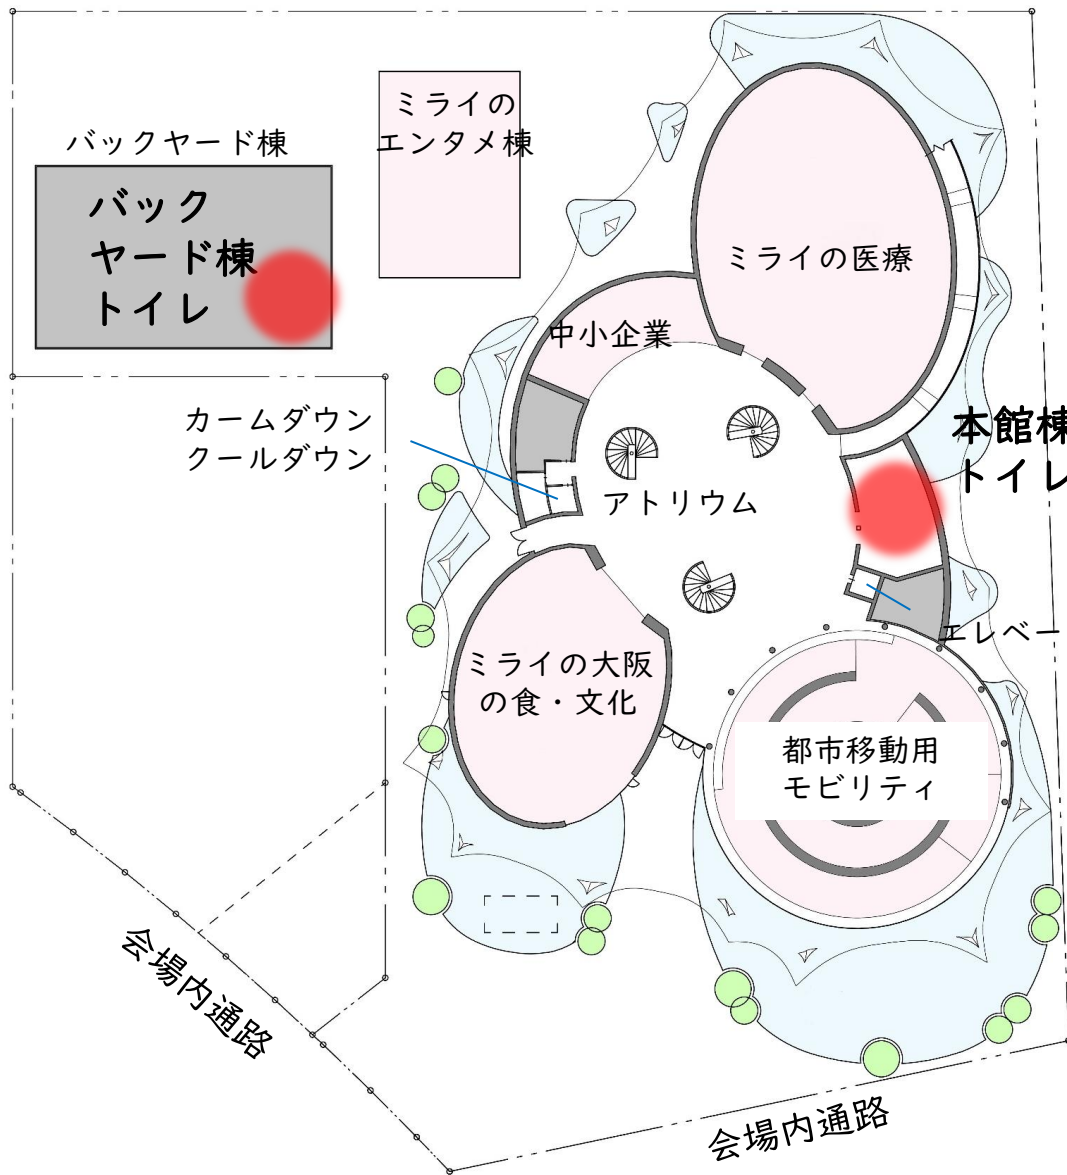 ミライの
エンタメ棟
バックヤード棟
バック
ヤード棟
トイレ
ミライの医療
中小企業
カームダウン
クールダウン
アトリウム
本館棟
トイレ
エレベー
ミライの大阪
の食・文化
都市移動用
モビリティ
会場内通路
会場内通路